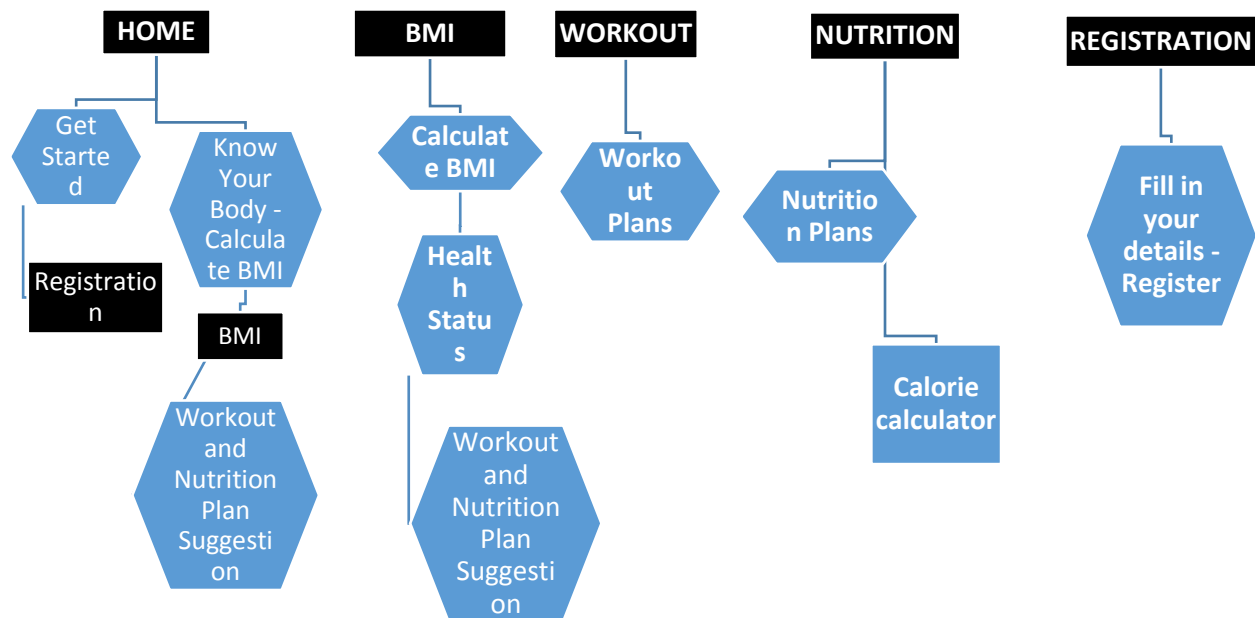 HOME
Get
Starte
d
Registratio
n
Know
Your
Body -
Calcula
te BMI
BMI
Workout
and
Nutrition
Plan
Suggesti
on
BMI
Calculat
e BMI
Healt
h
Statu
s
Workout
and
Nutrition
Plan
Suggesti
on
WORKOUT
Worko
ut
Plans
NUTRITION
Nutritio
n Plans
Calorie
calculator
REGISTRATION
Fill in
your
details -
Register